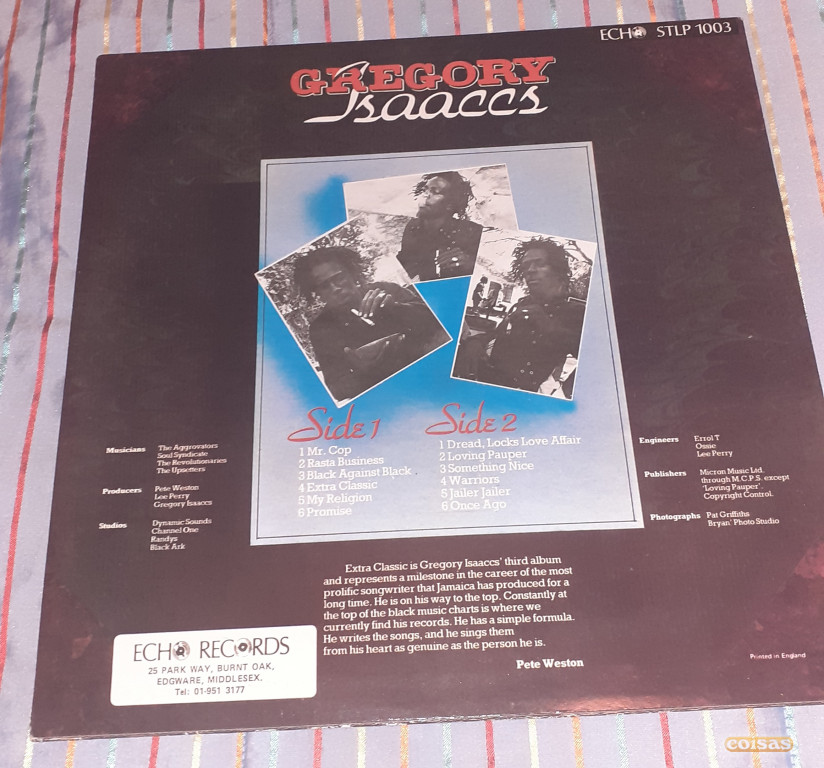 ECHO STLP 1003
GREGORY
Isaaccs
Side 1
1 Mr. Cop
2 Rasta Business
3 Black Against Black
4 Extra Classic
5 My Religion
6 Promise
Side 2
1 Dread, Locks Love Affair
2 Loving Pauper
3 Something Nice
4 Warriors
5 Jailer Jailer
6 Once Ago
Musicians The Aggrovators
Soul Syndicate
The Revolutionaries
The Upsetters
Producers Pete Weston
Lee Perry
Gregory Isaccs
Studios Dynamic Sounds
Channel One
Randys
Black Ark
Engineers Errol T
Ossie
Lee Perry
Publishers Micron Music Ltd.
through M.C.P.S. except
'Loving Pauper'.
Copyright Control.
Photographs Pat Griffiths
Bryan' Photo Studio
Extra Classic is Gregory Isaaccs' third album
and represents a milestone in the career of the most
prolific songwriter that Jamaica has produced for a
long time. He is on his way to the top. Constantly at
the top of the black music charts is where we
currently find his records. He has a simple formula.
He writes the songs, and he sings them
from his heart as genuine as the person he is.
Pete Weston
ECHO RECORDS
25 PARK WAY, BURNT OAK,
EDGWARE, MIDDLESEX.
Tel: 01-951 3177
Printed in England
coisas